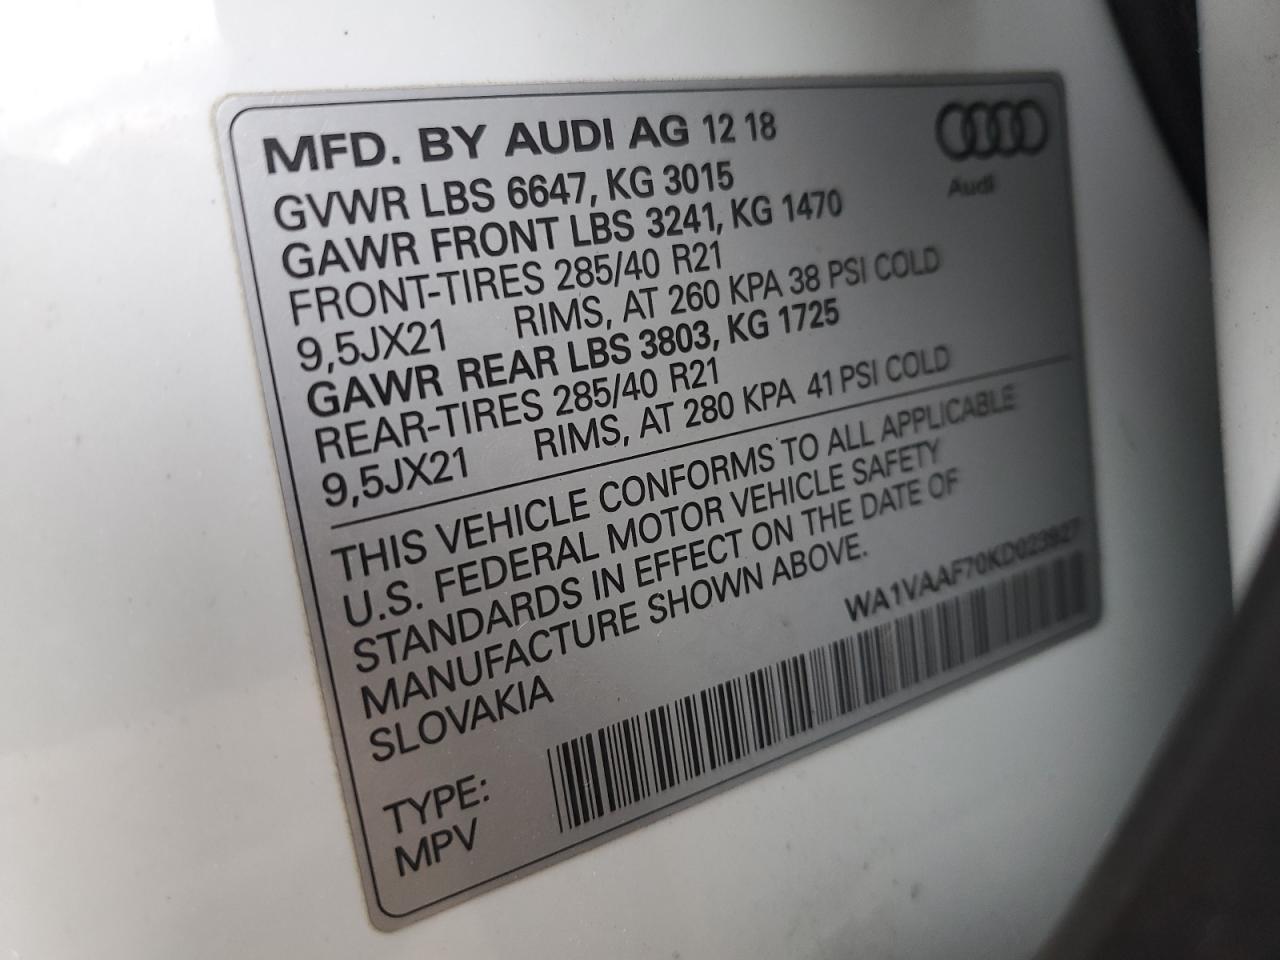 MFD. BY AUDI AG 12 18
Audi
GVWR LBS 6647, KG 3015
GAWR FRONT LBS 3241, KG 1470
FRONT-TIRES 285/40 R21
9,5JX21 RIMS, AT 260 KPA 38 PSI COLD
GAWR REAR LBS 3803, KG 1725
REAR-TIRES 285/40 R21
9,5JX21 RIMS, AT 280 KPA 41 PSI COLD
THIS VEHICLE CONFORMS TO ALL APPLICABLE
U.S. FEDERAL MOTOR VEHICLE SAFETY
STANDARDS IN EFFECT ON THE DATE OF
MANUFACTURE SHOWN ABOVE.
SLOVAKIA
WA1VAAF70KD023927
TYPE:
MPV